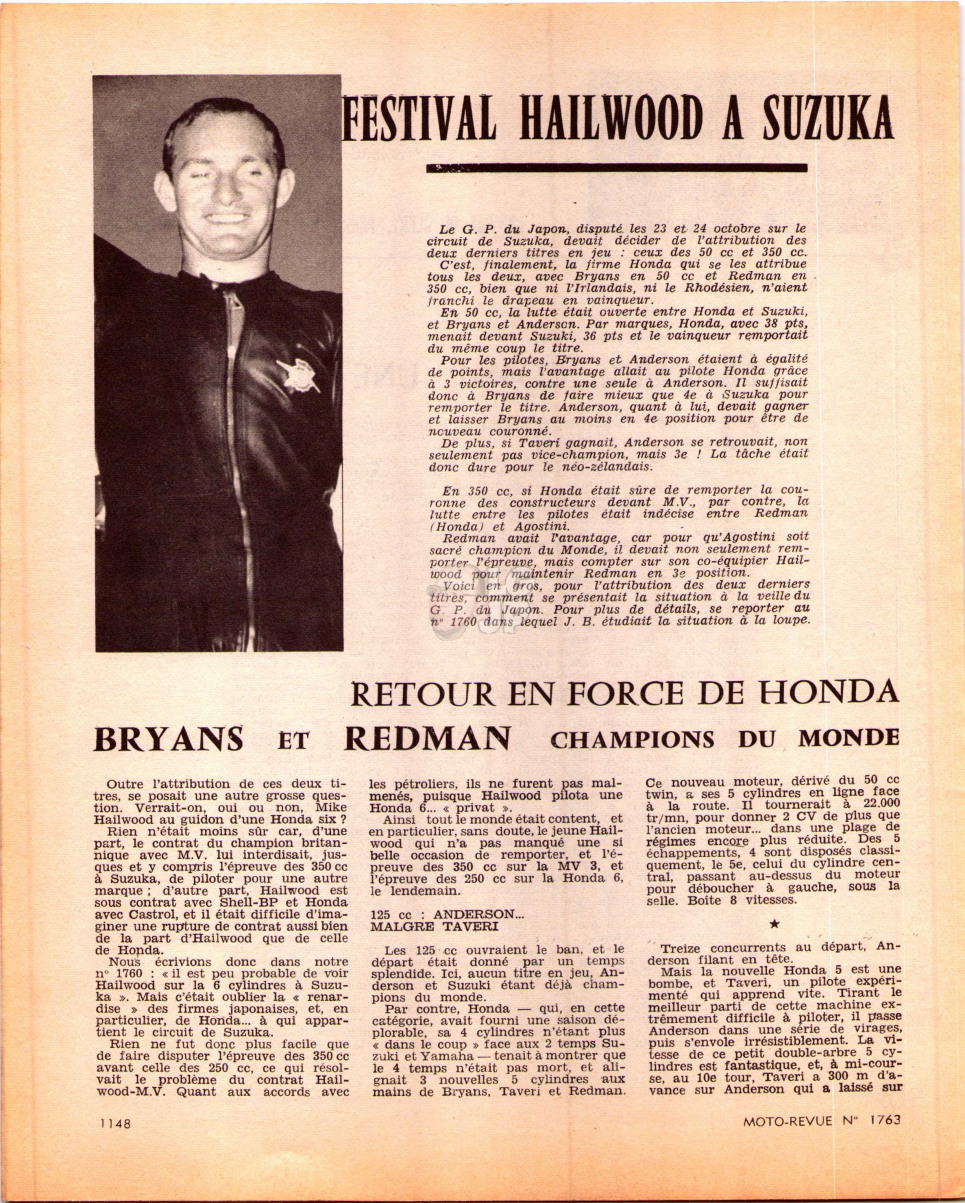 FESTIVAL HAILWOOD A SUZUKA
Le G. P. du Japon, disputé les 23 et 24 octobre sur le
circuit de Suzuka, devait décider de l'attribution des
deux derniers titres en jeu : ceux des 50 cc et 350 cc.
C'est, finalement, la firme Honda qui se les attribue
tous les deux, avec Bryans en 50 cc et Redman en
350 cc, bien que ni l'Irlandais, ni le Rhodésien, n'aient
franchi le drapeau en vainqueur.
En 50 cc, la lutte était ouverte entre Honda et Suzuki,
et Bryans et Anderson. Par marques, Honda, avec 38 pts,
menait devant Suzuki, 36 pts et le vainqueur remportait
du même coup le titre.
Pour les pilotes, Bryans et Anderson étaient à égalité
de points, mais l'avantage allait au pilote Honda grâce
à 3 victoires, contre une seule à Anderson. Il suffisait
donc à Bryans de faire mieux que 4e à Suzuka pour
remporter le titre. Anderson, quant à lui, devait gagner
et laisser Bryans au moins en 4e position pour être de
nouveau couronné.
De plus, si Taveri gagnait, Anderson se retrouvait, non
seulement pas vice-champion, mais 3e ! La tâche était
donc dure pour le néo-zélandais.
En 350 cc, si Honda était sûre de remporter la cou-
ronne des constructeurs devant M.V., par contre, la
lutte entre les pilotes était indécise entre Redman
(Honda) et Agostini.
Redman avait l'avantage, car pour qu'Agostini soit
sacré champion du Monde, il devait non seulement rem-
porter l'épreuve, mais compter sur son co-équipier Hail-
wood pour maintenir Redman en 3e position.
Voici en gros, pour l'attribution des deux derniers
titres, comment se présentait la situation à la veille du
G. P. du Japon. Pour plus de détails, se reporter au
n° 1760 dans lequel J. B. étudiait la situation à la loupe.
RETOUR EN FORCE DE HONDA
BRYANS ET REDMAN CHAMPIONS DU MONDE
Outre l'attribution de ces deux ti-
tres, se posait une autre grosse ques-
tion. Verrait-on, oui ou non, Mike
Hailwood au guidon d'une Honda six ?
Rien n'était moins sûr car, d'une
part, le contrat du champion britan-
nique avec M.V. lui interdisait, jus-
ques et y compris l'épreuve des 350 cc
à Suzuka, de piloter pour une autre
marque ; d'autre part, Hailwood est
sous contrat avec Shell-BP et Honda
avec Castrol, et il était difficile d'ima-
giner une rupture de contrat aussi bien
de la part d'Hailwood que de celle
de Honda.
Nous écrivions donc dans notre
n° 1760 : « il est peu probable de voir
Hailwood sur la 6 cylindres à Suzu-
ka ». Mais c'était oublier la « renar-
dise » des firmes japonaises, et, en
particulier, de Honda... à qui appar-
tient le circuit de Suzuka.
Rien ne fut donc plus facile que
de faire disputer l'épreuve des 350 cc
avant celle des 250 cc, ce qui résol-
vait le problème du contrat Hail-
wood-M.V. Quant aux accords avec
les pétroliers, ils ne furent pas mal-
menés, puisque Hailwood pilota une
Honda 6... « privat ».
Ainsi tout le monde était content, et
en particulier, sans doute, le jeune Hail-
wood qui n'a pas manqué une si
belle occasion de remporter, et l'é-
preuve des 350 cc sur la MV 3, et
l'épreuve des 250 cc sur la Honda 6,
le lendemain.
125 cc : ANDERSON...
MALGRE TAVERI
Les 125 cc ouvraient le ban, et le
départ était donné par un temps
splendide. Ici, aucun titre en jeu, An-
derson et Suzuki étant déjà cham-
pions du monde.
Par contre, Honda — qui, en cette
catégorie, avait fourni une saison dé-
plorable, sa 4 cylindres n'étant plus
« dans le coup » face aux 2 temps Su-
zuki et Yamaha — tenait à montrer que
le 4 temps n'était pas mort, et ali-
gnait 3 nouvelles 5 cylindres aux
mains de Bryans, Taveri et Redman.
Ce nouveau moteur, dérivé du 50 cc
twin, a ses 5 cylindres en ligne face
à la route. Il tournerait à 22.000
tr/mn, pour donner 2 CV de plus que
l'ancien moteur... dans une plage de
régimes encore plus réduite. Des 5
échappements, 4 sont disposés classi-
quement, le 5e, celui du cylindre cen-
tral, passant au-dessus du moteur
pour déboucher à gauche, sous la
selle. Boîte 8 vitesses.
★
Treize concurrents au départ, An-
derson filant en tête.
Mais la nouvelle Honda 5 est une
bombe, et Taveri, un pilote expéri-
menté qui apprend vite. Tirant le
meilleur parti de cette machine ex-
trêmement difficile à piloter, il passe
Anderson dans une série de virages,
puis s'envole irrésistiblement. La vi-
tesse de ce petit double-arbre 5 cy-
lindres est fantastique, et, à mi-cour-
se, au 10e tour, Taveri a 300 m d'a-
vance sur Anderson qui a laissé sur
1148
MOTO-REVUE N° 1763